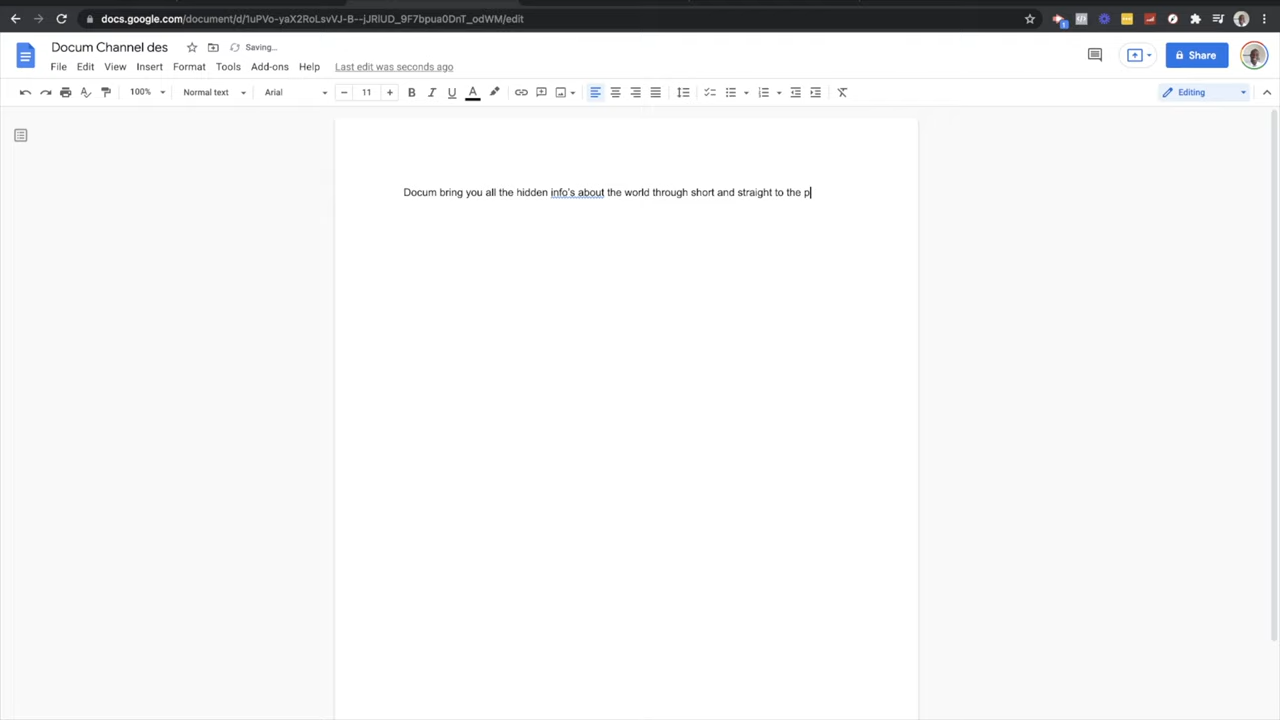 docs.google.com/document/d/1uPVo-yaX2RoLsvVJ-B--jJRlUD_9F7bpua0DnT_odWM/edit
Docum Channel des
Saving...
Share
File Edit View Insert Format Tools Add-ons Help Last edit was seconds ago
100% Normal text Arial 11 B I U A Editing
Docum bring you all the hidden info's about the world through short and straight to the p